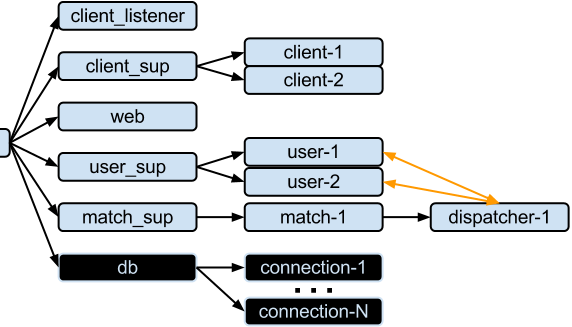 client_listener
client_sup
client-1
client-2
web
user_sup
user-1
user-2
match_sup
match-1
dispatcher-1
db
connection-1
...
connection-N